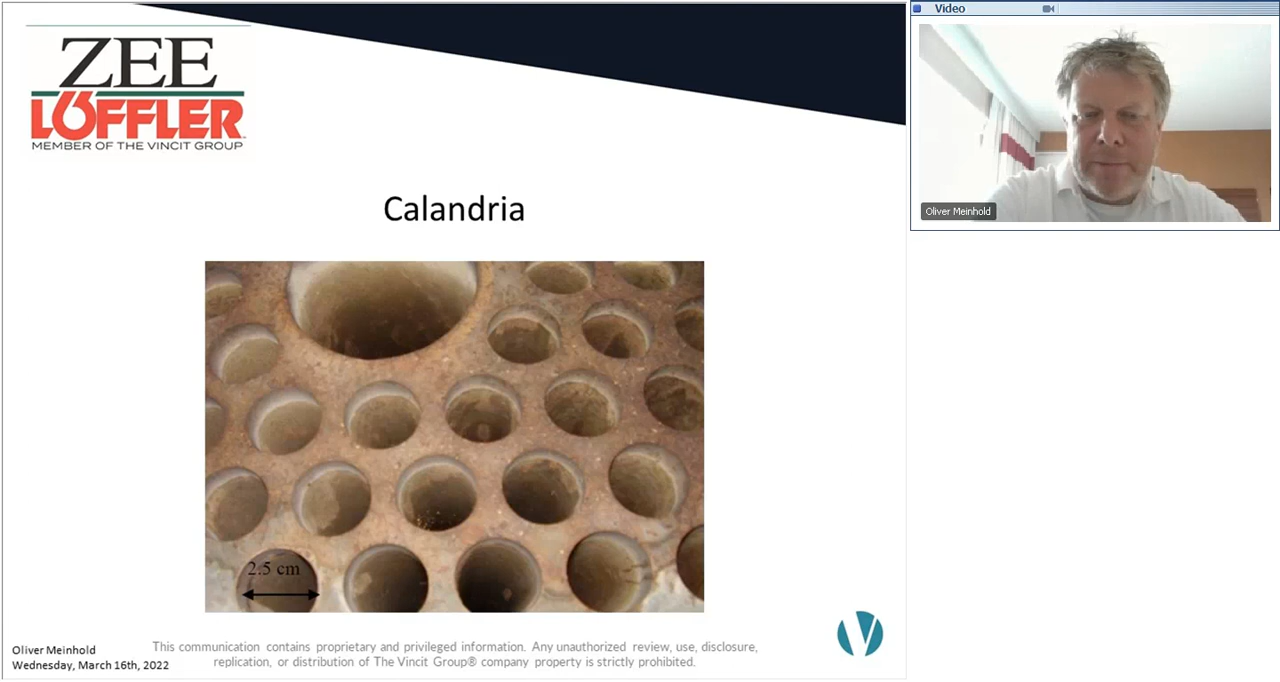 ZEE
LÖFFLER
MEMBER OF THE VINCIT GROUP
Calandria
2.5 cm
Oliver Meinhold
Wednesday, March 16th, 2022
This communication contains proprietary and privileged information. Any unauthorized review, use, disclosure,
replication, or distribution of The Vincit Group® company property is strictly prohibited.
Video
Oliver Meinhold